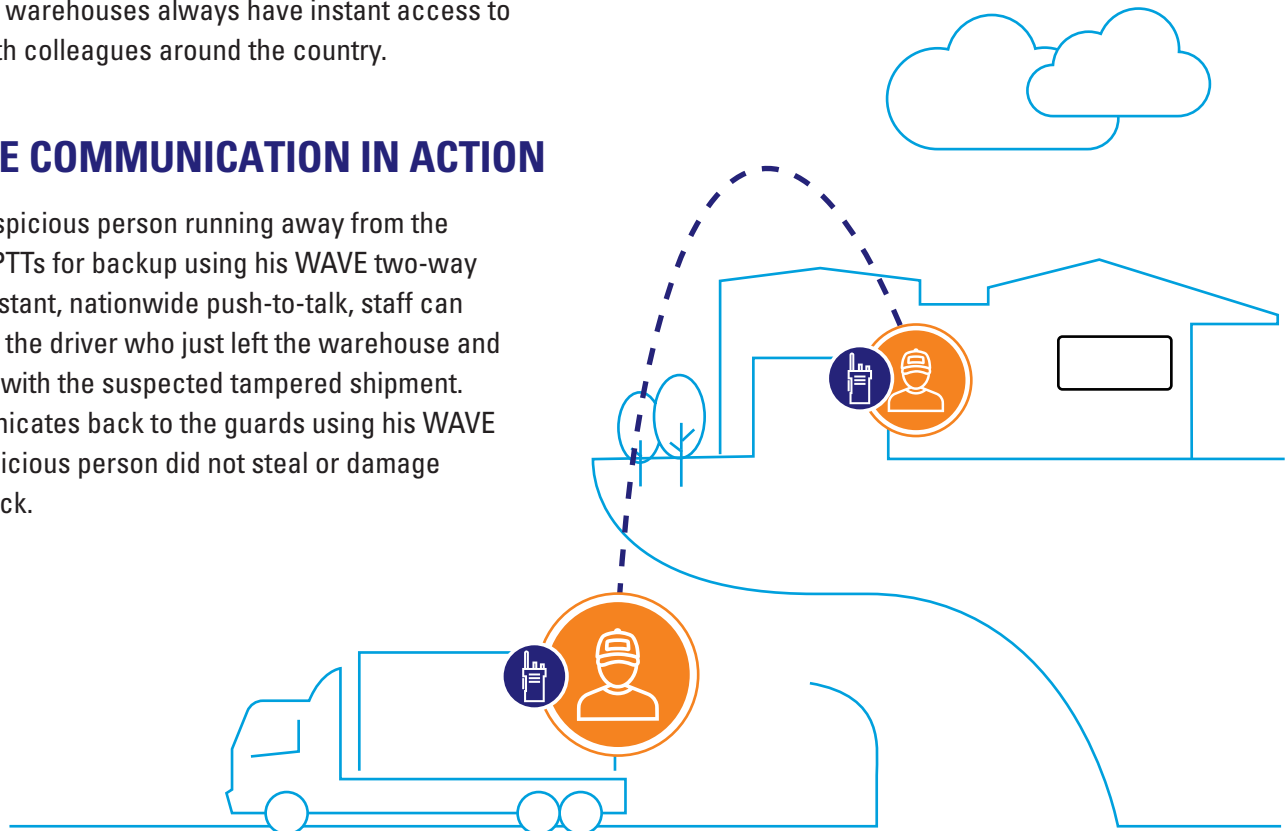 warehouses always have instant access to
th colleagues around the country.
E COMMUNICATION IN ACTION
spicious person running away from the
PTTs for backup using his WAVE two-way
stant, nationwide push-to-talk, staff can
the driver who just left the warehouse and
with the suspected tampered shipment.
nicates back to the guards using his WAVE
icious person did not steal or damage
ck.